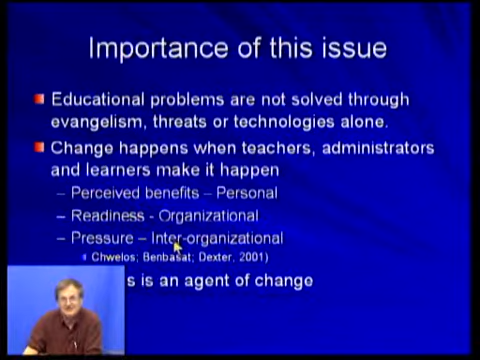 Importance of this issue
Educational problems are not solved through
evangelism, threats or technologies alone.
Change happens when teachers, administrators
and learners make it happen
– Perceived benefits – Personal
– Readiness - Organizational
– Pressure – Inter-organizational
Chwelos; Benbasat; Dexter, 2001)
s is an agent of change